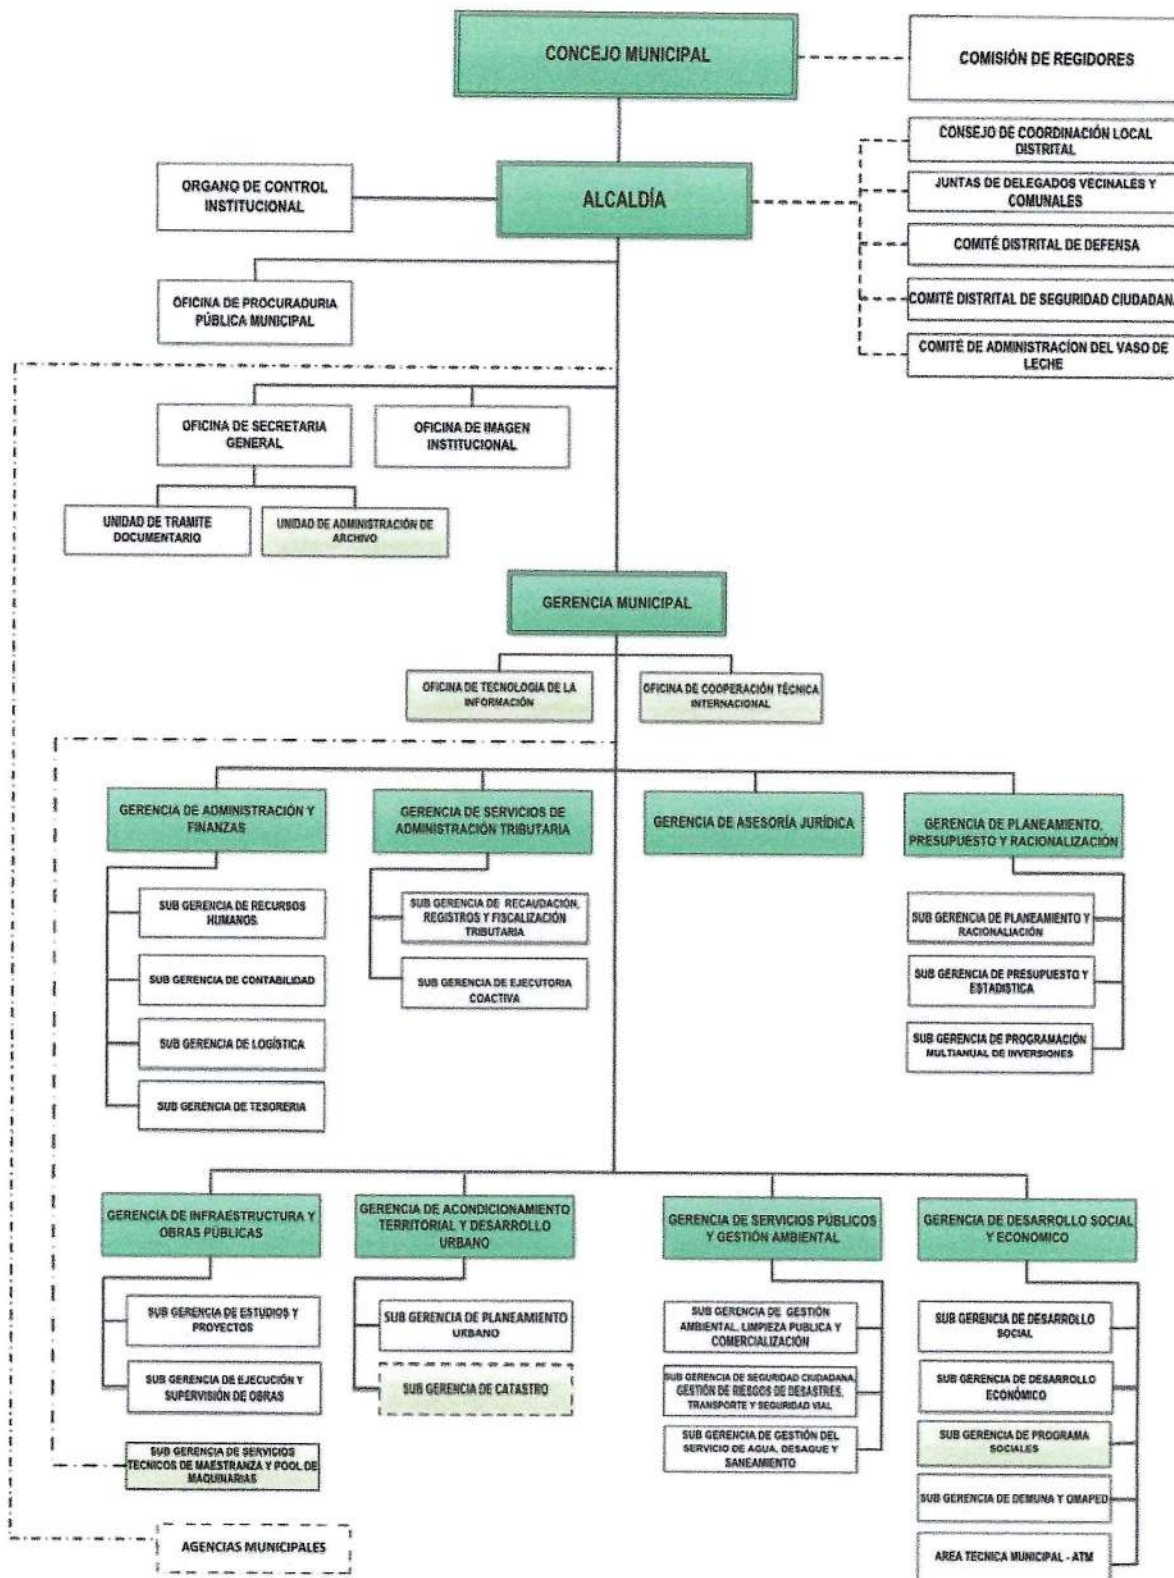 CONCEJO MUNICIPAL
COMISIÓN DE REGIDORES
CONSEJO DE COORDINACIÓN LOCAL
DISTRITAL
JUNTAS DE DELEGADOS VECINALES Y
COMUNALES
COMITÉ DISTRITAL DE DEFENSA
COMITÉ DISTRITAL DE SEGURIDAD CIUDADANA
COMITÉ DE ADMINISTRACÍON DEL VASO DE
LECHE
ORGANO DE CONTROL
INSTITUCIONAL
ALCALDÍA
OFICINA DE PROCURADURIA
PÚBLICA MUNICIPAL
OFICINA DE SECRETARIA
GENERAL
OFICINA DE IMAGEN
INSTITUCIONAL
UNIDAD DE TRAMITE
DOCUMENTARIO
UNIDAD DE ADMINISTRACIÓN DE
ARCHIVO
GERENCIA MUNICIPAL
OFICINA DE TECNOLOGIA DE LA
INFORMACIÓN
OFICINA DE COOPERACIÓN TÉCNICA
INTERNACIONAL
GERENCIA DE ADMINISTRACIÓN Y
FINANZAS
SUB GERENCIA DE RECURSOS
HUMANOS
SUB GERENCIA DE CONTABILIDAD
SUB GERENCIA DE LOGÍSTICA
SUB GERENCIA DE TESORERIA
GERENCIA DE SERVICIOS DE
ADMINISTRACIÓN TRIBUTARIA
SUB GERENCIA DE RECAUDACIÓN,
REGISTROS Y FISCALIZACIÓN
TRIBUTARIA
SUB GERENCIA DE EJECUTORIA
COACTIVA
GERENCIA DE ASESORÍA JURÍDICA
GERENCIA DE PLANEAMIENTO,
PRESUPUESTO Y RACIONALIZACIÓN
SUB GERENCIA DE PLANEAMIENTO Y
RACIONALIACIÓN
SUB GERENCIA DE PRESUPUESTO Y
ESTADISTICA
SUB GERENCIA DE PROGRAMACIÓN
MULTIANUAL DE INVERSIONES
GERENCIA DE INFRAESTRUCTURA Y
OBRAS PÚBLICAS
SUB GERENCIA DE ESTUDIOS Y
PROYECTOS
SUB GERENCIA DE EJECUCIÓN Y
SUPERVISIÓN DE OBRAS
SUB GERENCIA DE SERVICIOS
TECNICOS DE MAESTRANZA Y POOL DE
MAQUINARIAS
AGENCIAS MUNICIPALES
GERENCIA DE ACONDICIONAMIENTO
TERRITORIAL Y DESARROLLO
URBANO
SUB GERENCIA DE PLANEAMIENTO
URBANO
SUB GERENCIA DE CATASTRO
GERENCIA DE SERVICIOS PÚBLICOS
Y GESTIÓN AMBIENTAL
SUB GERENCIA DE GESTIÓN
AMBIENTAL, LIMPIEZA PUBLICA Y
COMERCIALIZACIÓN
SUB GERENCIA DE SEGURIDAD CIUDADANA,
GESTIÓN DE RIESGOS DE DESASTRES,
TRANSPORTE Y SEGURIDAD VIAL
SUB GERENCIA DE GESTIÓN DEL
SERVICIO DE AGUA, DESAGUE Y
SANEAMIENTO
GERENCIA DE DESARROLLO SOCIAL
Y ECONOMICO
SUB GERENCIA DE DESARROLLO
SOCIAL
SUB GERENCIA DE DESARROLLO
ECONÓMICO
SUB GERENCIA DE PROGRAMA
SOCIALES
SUB GERENCIA DE DEMUNA Y OMAPED
AREA TECNICA MUNICIPAL - ATM